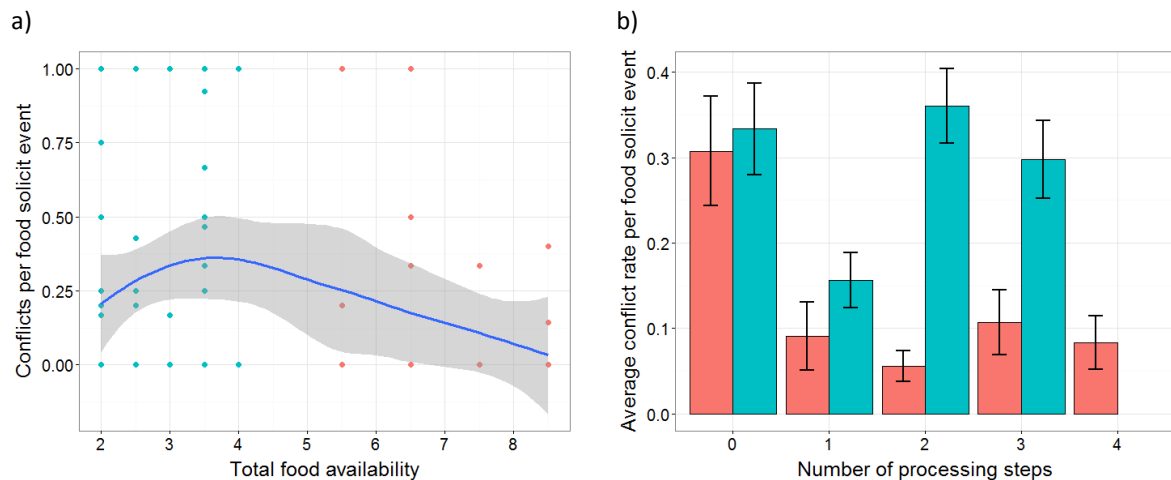 a)
Conflicts per food solicit event
1.00
0.75
0.50
0.25
0.00
2 3 4 5 6 7 8
Total food availability
b)
Average conflict rate per food solicit event
0.4
0.3
0.2
0.1
0.0
0 1 2 3 4
Number of processing steps